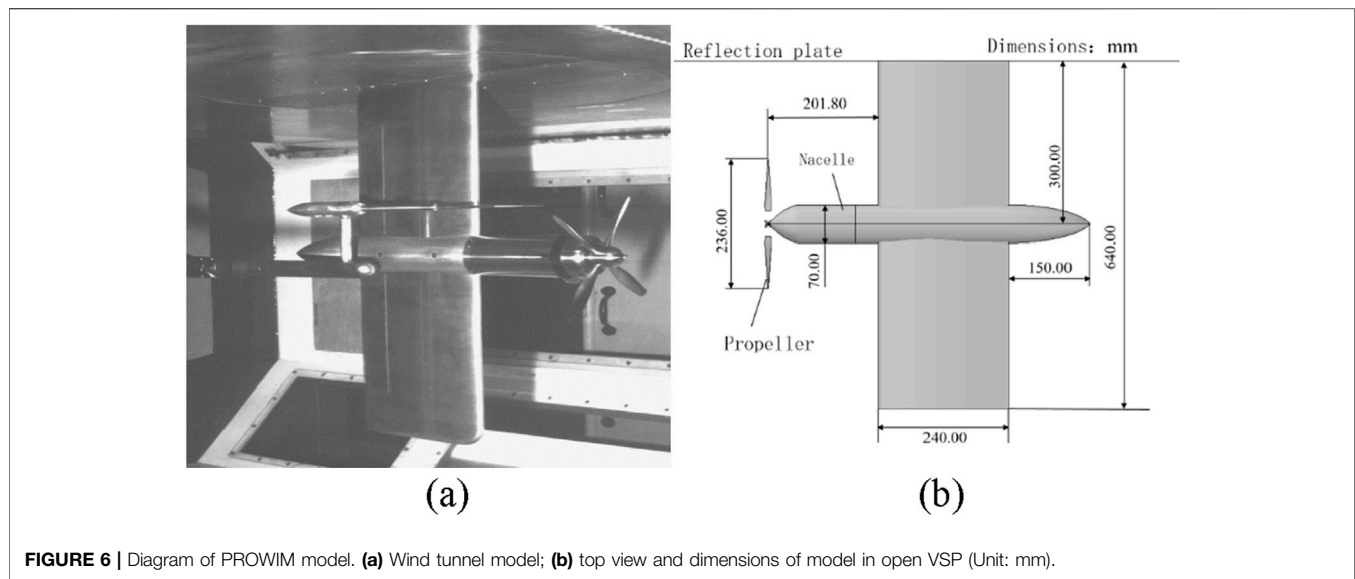 Reflection plate
Dimensions: mm
201.80
Nacelle
300.00
236.00
70.00
640.00
150.00
Propeller
240.00
(a)
(b)
FIGURE 6 | Diagram of PROWIM model. (a) Wind tunnel model; (b) top view and dimensions of model in open VSP (Unit: mm).